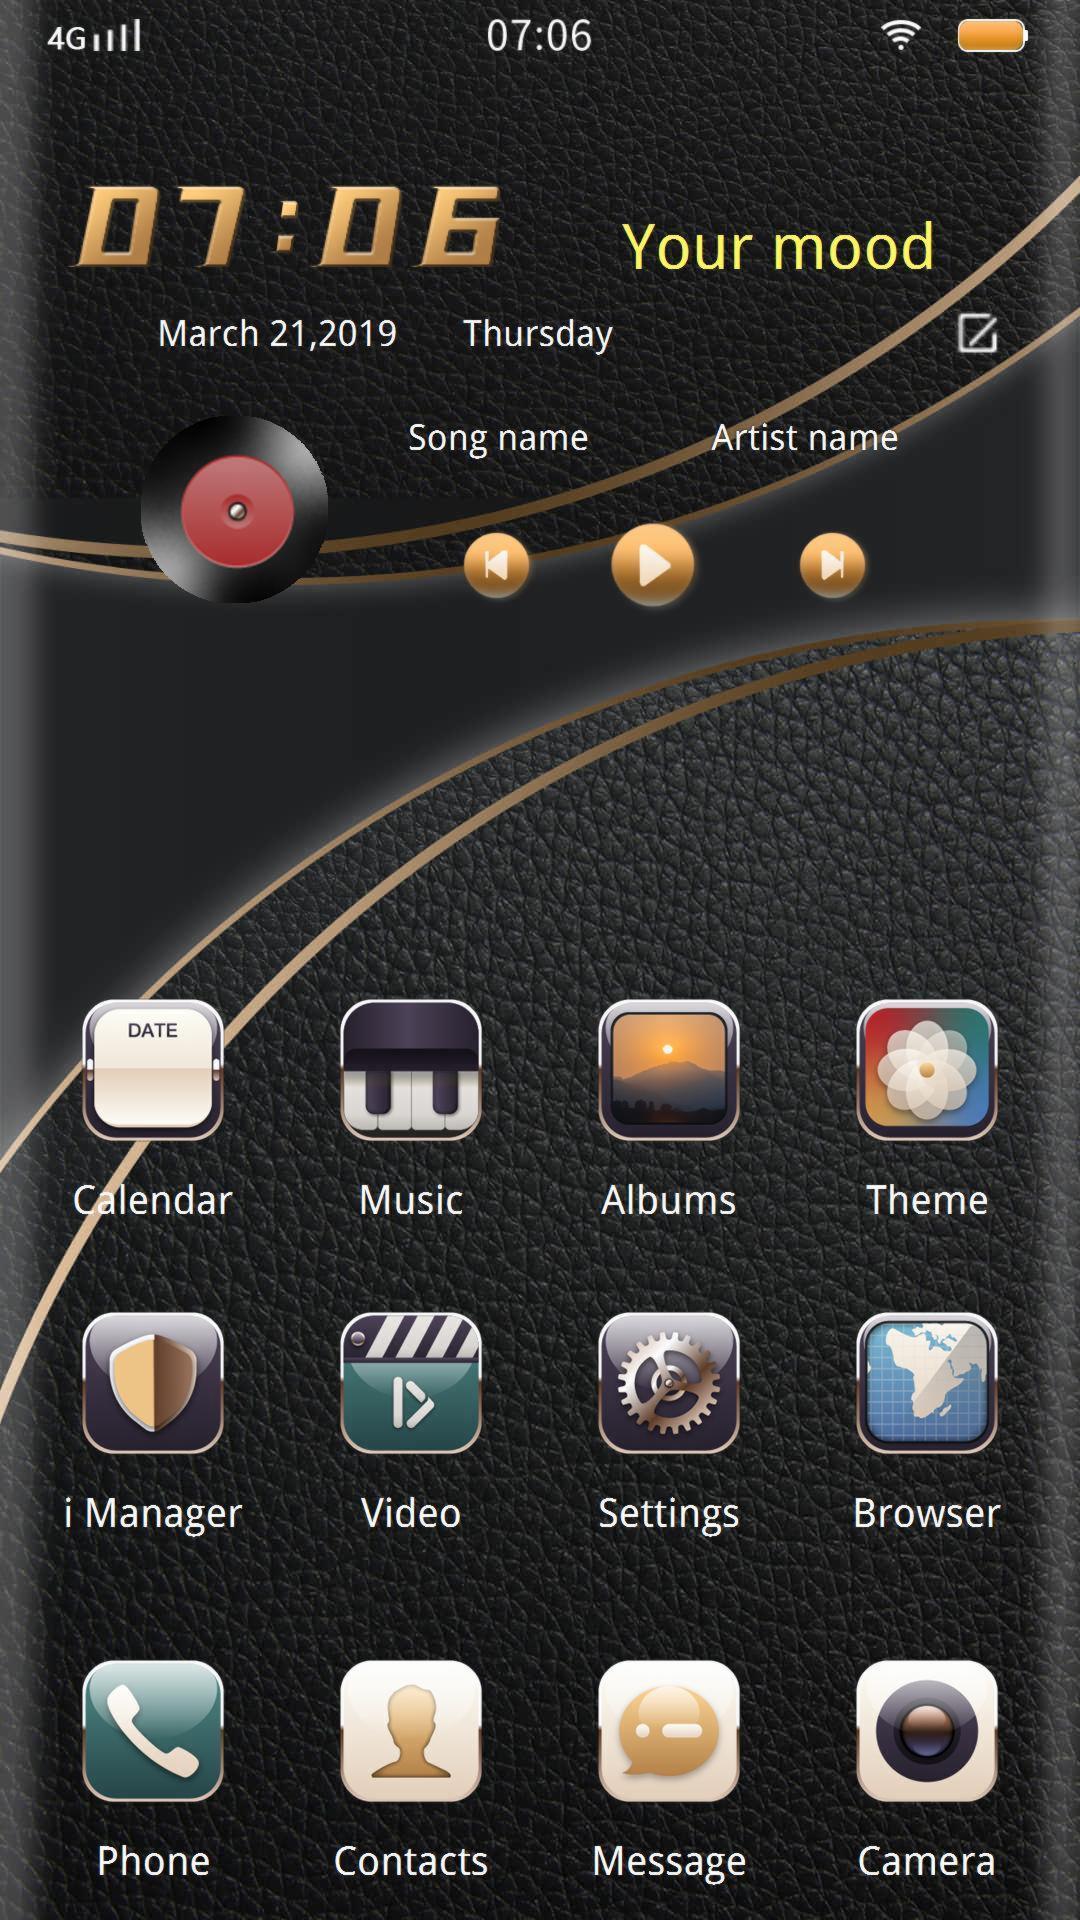 4G 07:06
07:06
Your mood
March 21,2019 Thursday
Song name Artist name
DATE
Calendar Music Albums Theme
i Manager Video Settings Browser
Phone Contacts Message Camera